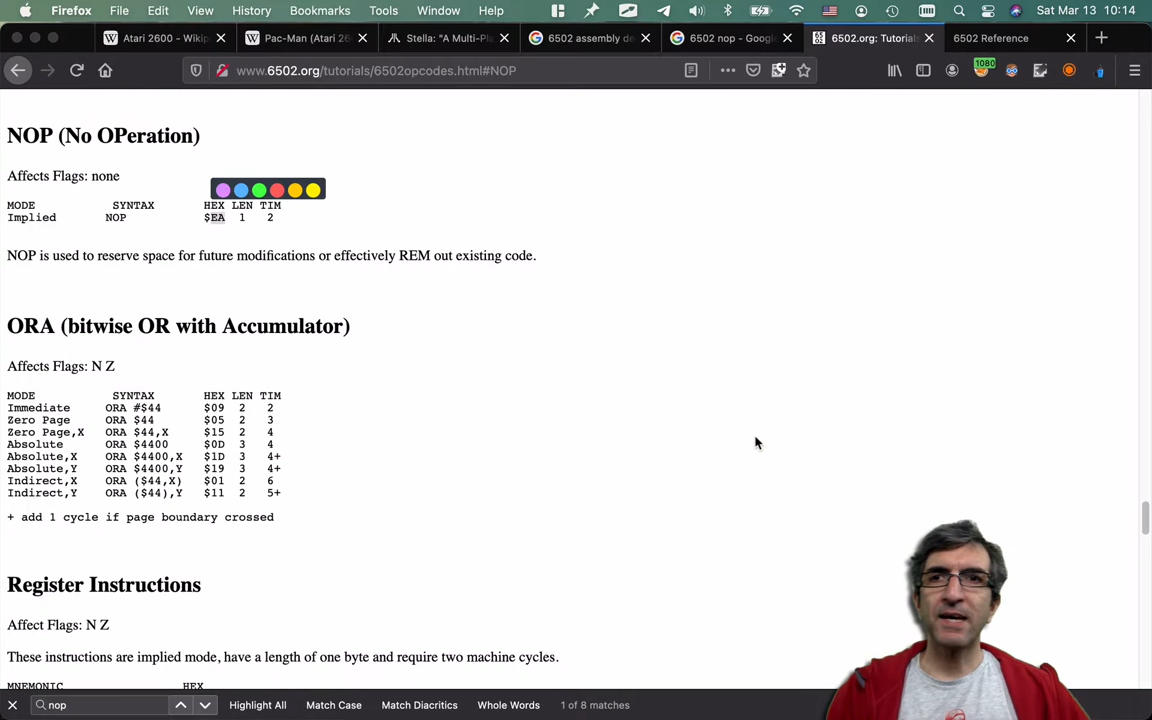 Firefox File Edit View History Bookmarks Tools Window Help Sat Mar 13 10:14
Atari 2600 - Wikip Pac-Man (Atari 26 Stella: "A Multi-Pla 6502 assembly de 6502 nop - Google 6502.org: Tutorials 6502 Reference
www.6502.org/tutorials/6502opcodes.html#NOP 1080
NOP (No OPeration)
Affects Flags: none
MODE SYNTAX HEX LEN TIM
Implied NOP $EA 1 2
NOP is used to reserve space for future modifications or effectively REM out existing code.
ORA (bitwise OR with Accumulator)
Affects Flags: N Z
MODE SYNTAX HEX LEN TIM
Immediate ORA #$44 $09 2 2
Zero Page ORA $44 $05 2 3
Zero Page,X ORA $44,X $15 2 4
Absolute ORA $4400 $0D 3 4
Absolute,X ORA $4400,X $1D 3 4+
Absolute,Y ORA $4400,Y $19 3 4+
Indirect,X ORA ($44,X) $01 2 6
Indirect,Y ORA ($44),Y $11 2 5+
+ add 1 cycle if page boundary crossed
Register Instructions
Affect Flags: N Z
These instructions are implied mode, have a length of one byte and require two machine cycles.
MNEMONIC HEX
nop Highlight All Match Case Match Diacritics Whole Words 1 of 8 matches